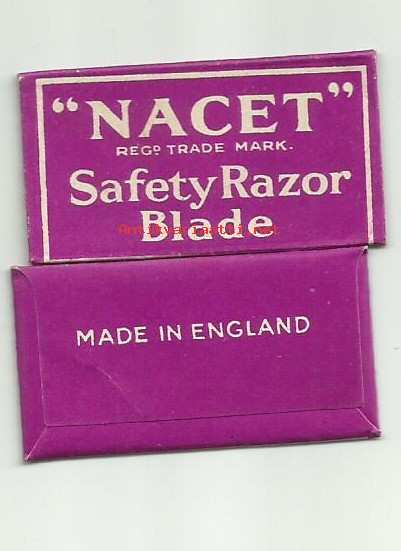 "NACET"
REGD. TRADE MARK.
Safety Razor
Blade
MADE IN ENGLAND